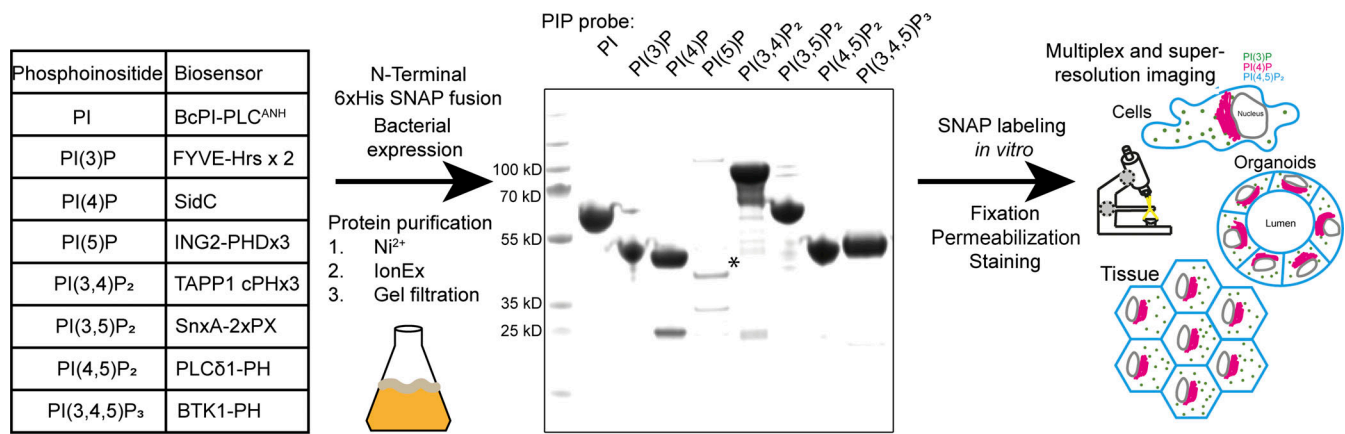 Phosphoinositide Biosensor
PI BcPI-PLCᴬᴺᴴ
PI(3)P FYVE-Hrs x 2
PI(4)P SidC
PI(5)P ING2-PHDx3
PI(3,4)P₂ TAPP1 cPHx3
PI(3,5)P₂ SnxA-2xPX
PI(4,5)P₂ PLCδ1-PH
PI(3,4,5)P₃ BTK1-PH
N-Terminal
6xHis SNAP fusion
Bacterial
expression
Protein purification
1. Ni²⁺
2. IonEx
3. Gel filtration
PIP probe:
PI
PI(3)P
PI(4)P
PI(5)P
PI(3,4)P₂
PI(3,5)P₂
PI(4,5)P₂
PI(3,4,5)P₃
100 kD
70 kD
55 kD
35 kD
25 kD
*
SNAP labeling
in vitro
Fixation
Permeabilization
Staining
Multiplex and super-
resolution imaging
PI(3)P
PI(4)P
PI(4,5)P₂
Cells
Nucleus
Organoids
Lumen
Tissue